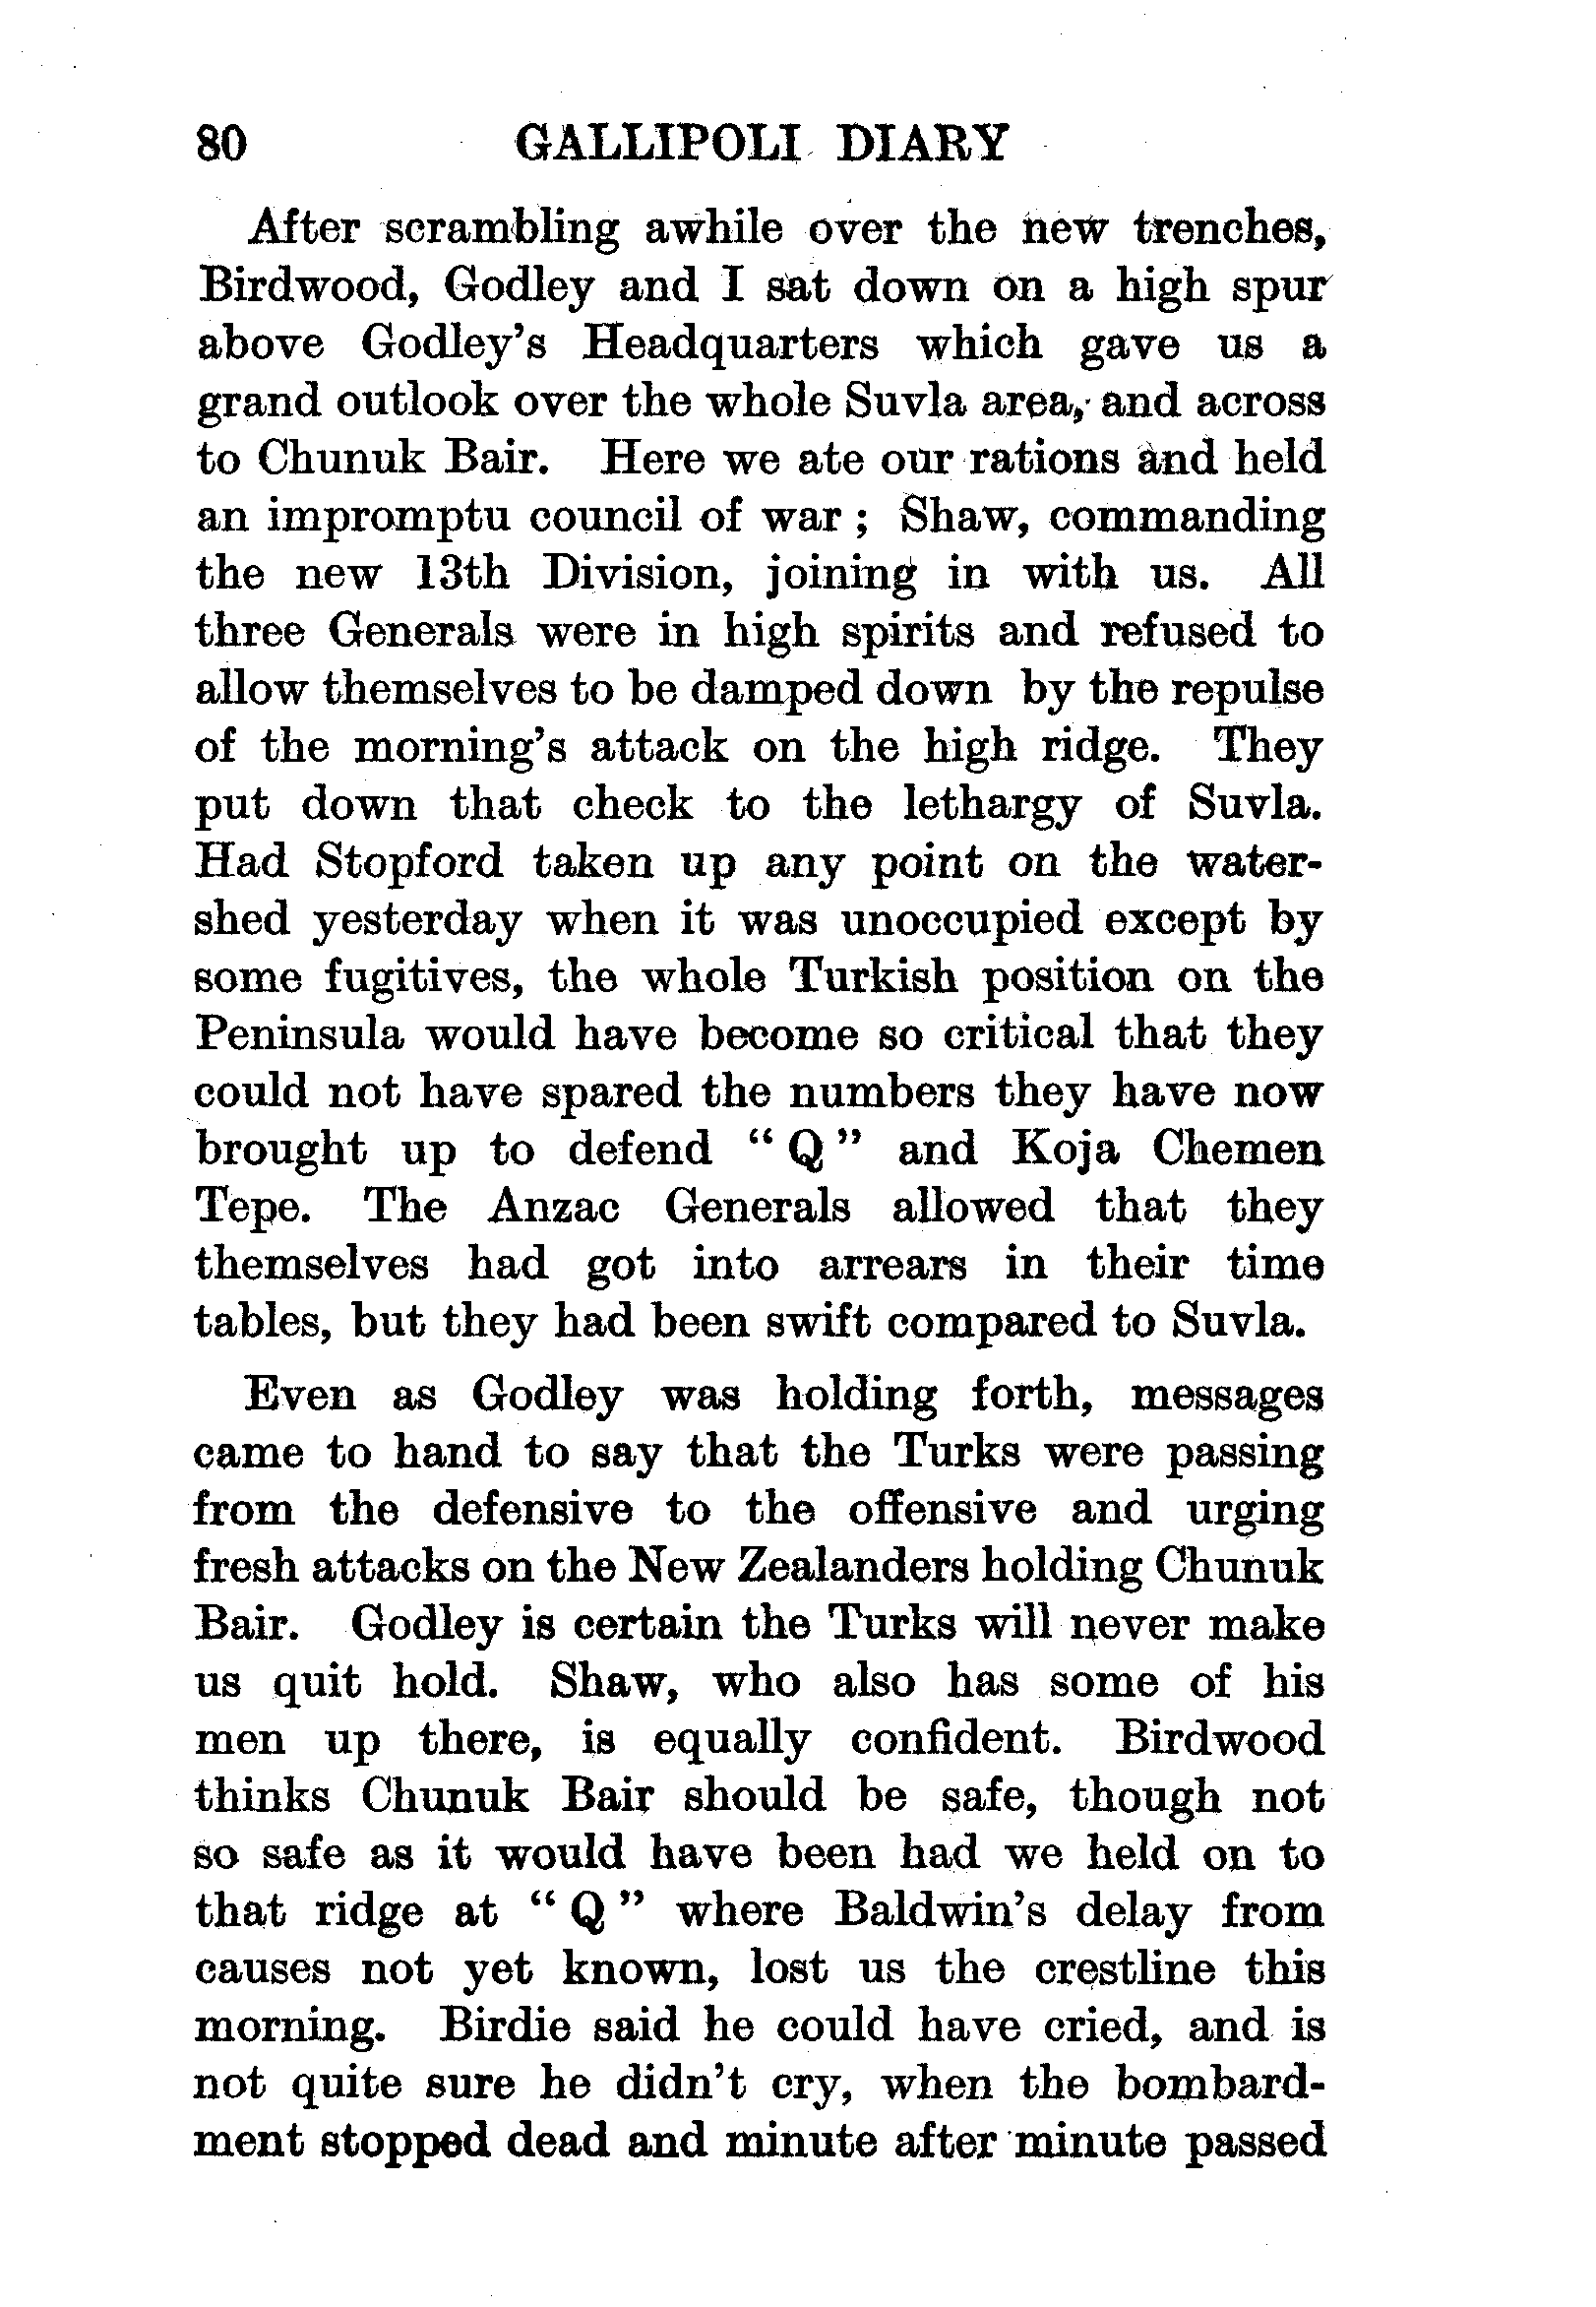 80 GALLIPOLI DIARY
After scrambling awhile over the new trenches,
Birdwood, Godley and I sat down on a high spur
above Godley's Headquarters which gave us a
grand outlook over the whole Suvla area, and across
to Chunuk Bair. Here we ate our rations and held
an impromptu council of war ; Shaw, commanding
the new 13th Division, joining in with us. All
three Generals were in high spirits and refused to
allow themselves to be damped down by the repulse
of the morning's attack on the high ridge. They
put down that check to the lethargy of Suvla.
Had Stopford taken up any point on the water-
shed yesterday when it was unoccupied except by
some fugitives, the whole Turkish position on the
Peninsula would have become so critical that they
could not have spared the numbers they have now
brought up to defend " Q " and Koja Chemen
Tepe. The Anzac Generals allowed that they
themselves had got into arrears in their time
tables, but they had been swift compared to Suvla.
Even as Godley was holding forth, messages
came to hand to say that the Turks were passing
from the defensive to the offensive and urging
fresh attacks on the New Zealanders holding Chunuk
Bair. Godley is certain the Turks will never make
us quit hold. Shaw, who also has some of his
men up there, is equally confident. Birdwood
thinks Chunuk Bair should be safe, though not
so safe as it would have been had we held on to
that ridge at " Q " where Baldwin's delay from
causes not yet known, lost us the crestline this
morning. Birdie said he could have cried, and is
not quite sure he didn't cry, when the bombard-
ment stopped dead and minute after minute passed